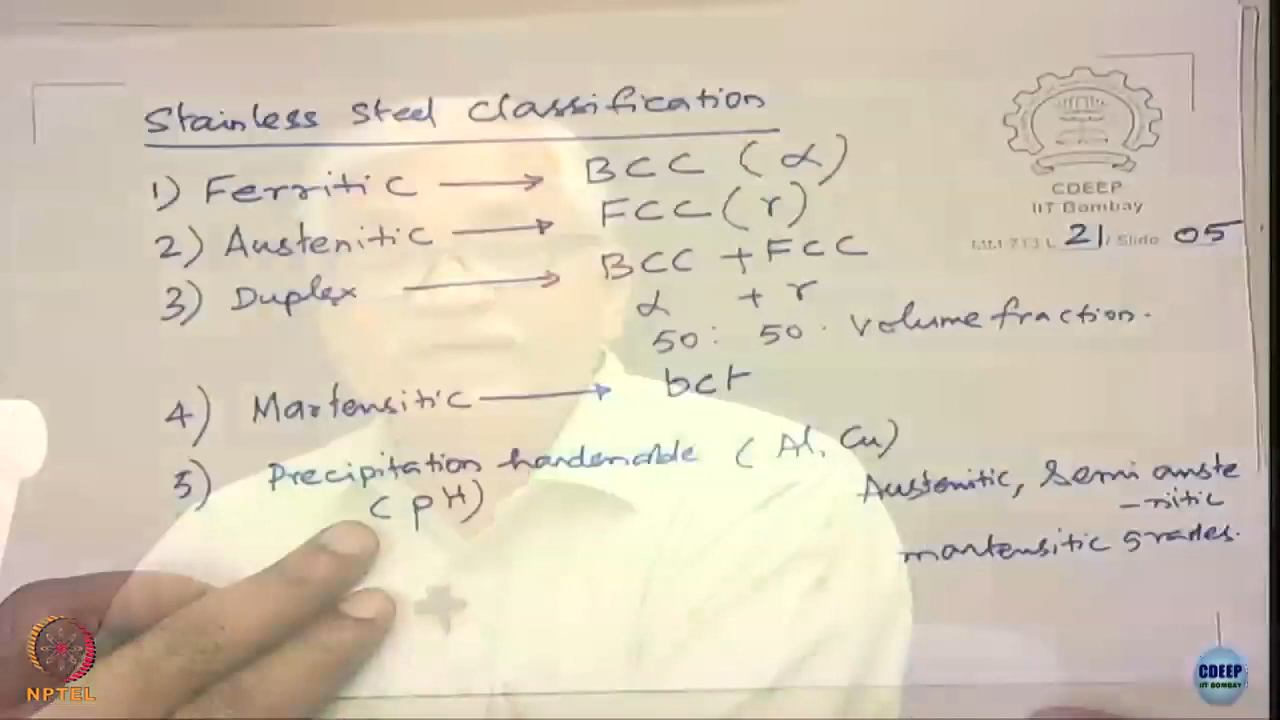 Stainless Steel Classification
1) Ferritic → BCC (α)
2) Austenitic → FCC (r)
3) Duplex → BCC + FCC
α + r
50: 50. volume fraction.
4) Martensitic → bct
5) Precipitation hardenable (Al, Cu)
(PH)
Austenitic, Semi auste
-nitic
martensitic grades.
CDEEP
IIT Bombay
MM 713 L 21 / Slide 05
NPTEL
CDEEP
IIT BOMBAY